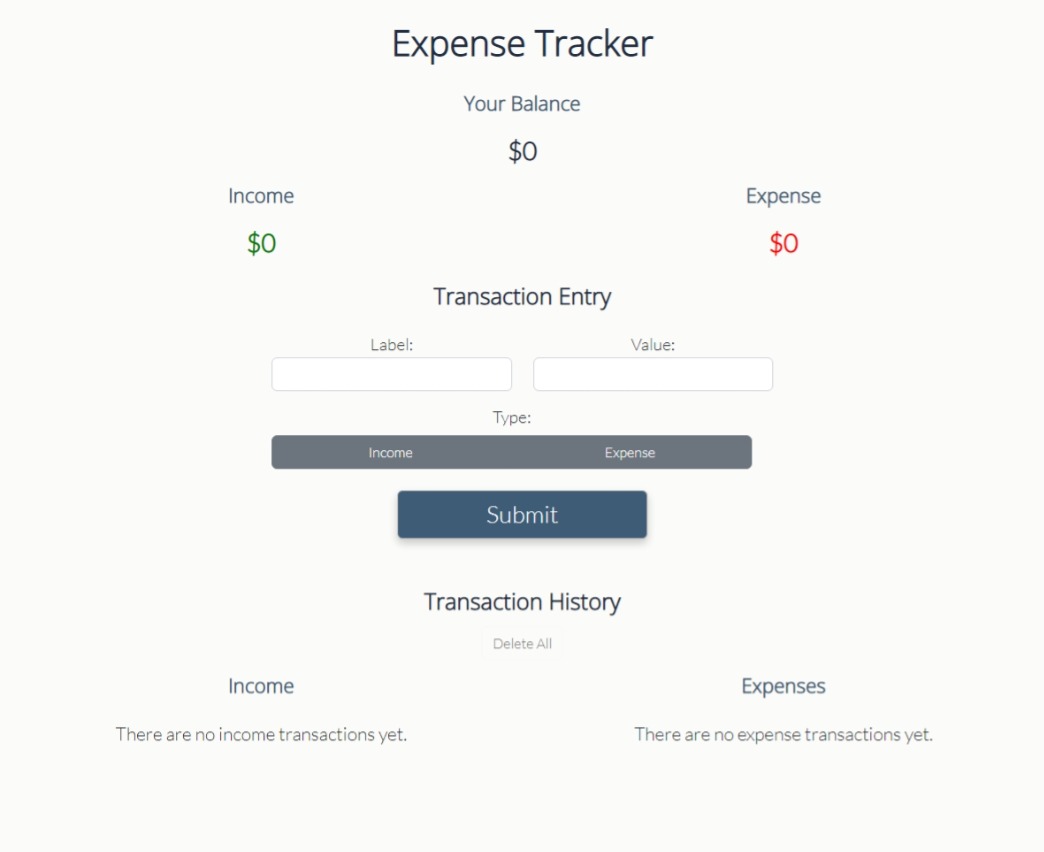 Expense Tracker
Your Balance
$0
Income
Expense
$0
$0
Transaction Entry
Label:
Value:
Type:
Income
Expense
Submit
Transaction History
Delete All
Income
Expenses
There are no income transactions yet.
There are no expense transactions yet.